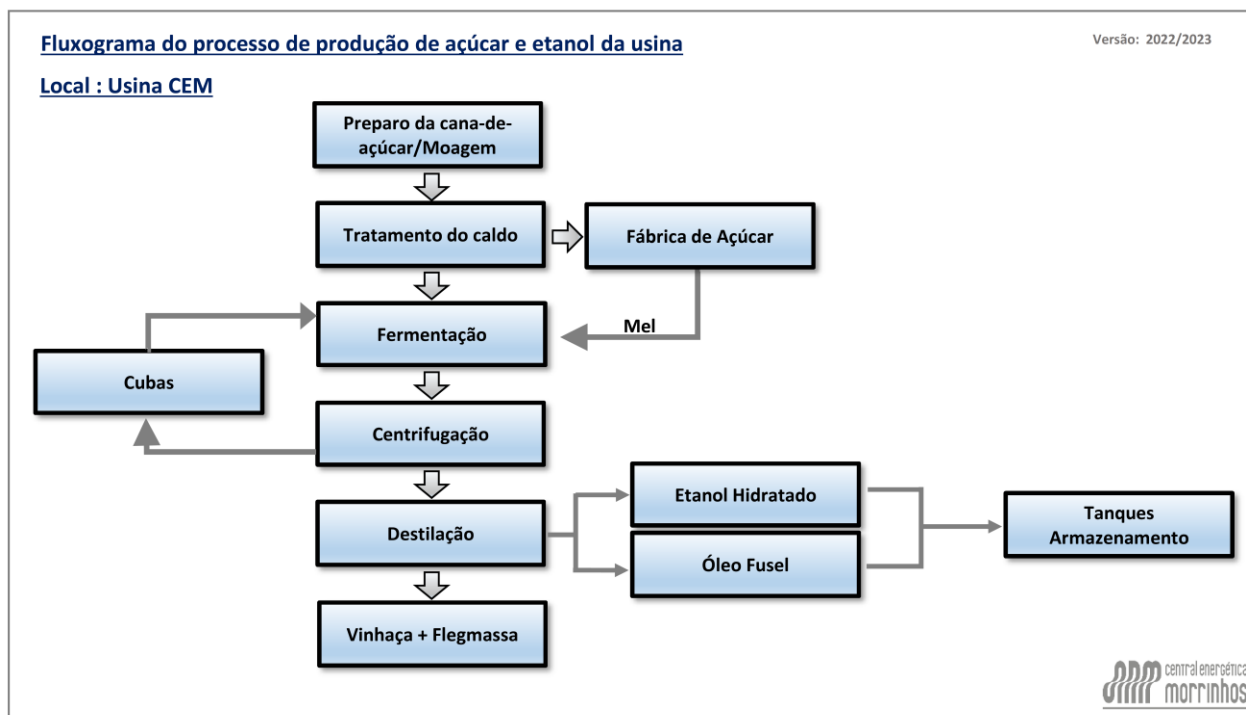 Fluxograma do processo de produção de açúcar e etanol da usina
Versão: 2022/2023
Local : Usina CEM
Preparo da cana-de-
açúcar/Moagem
Tratamento do caldo
Fábrica de Açúcar
Fermentação
Mel
Cubas
Centrifugação
Etanol Hidratado
Destilação
Tanques
Armazenamento
Óleo Fusel
Vinhaça + Flegmassa
central energética
morrinhos